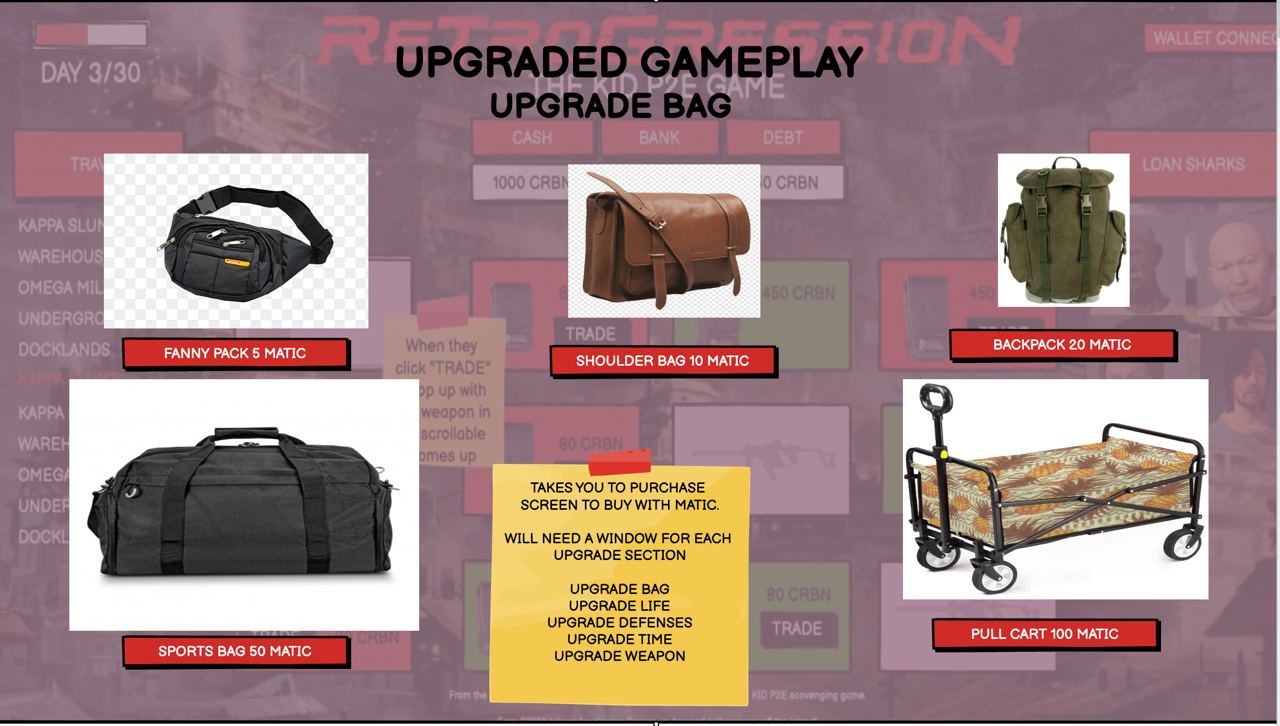 RETROGRESSION
WALLET CONNEC
UPGRADED GAMEPLAY
DAY 3/30
THE KID P2E GAME
UPGRADE BAG
CASH
BANK
DEBT
TRAV
LOAN SHARKS
1000 CRBN
50 CRBN
KAPPA SLUM
WAREHOUS
OMEGA MIL
450 CRBN
450
UNDERGRO
TRADE
DOCKLANDS
When they
click "TRADE"
op up with
weapon in
scrollable
omes up
FANNY PACK 5 MATIC
SHOULDER BAG 10 MATIC
BACKPACK 20 MATIC
KAPPA
WAREH
OMEGA
UNDER
DOCKL
80 CRBN
TAKES YOU TO PURCHASE
SCREEN TO BUY WITH MATIC.
WILL NEED A WINDOW FOR EACH
UPGRADE SECTION
UPGRADE BAG
UPGRADE LIFE
UPGRADE DEFENSES
UPGRADE TIME
UPGRADE WEAPON
80 CRBN
TRADE
TRADE
80 CRBN
SPORTS BAG 50 MATIC
PULL CART 100 MATIC
From the
KID P2E scavenging game.